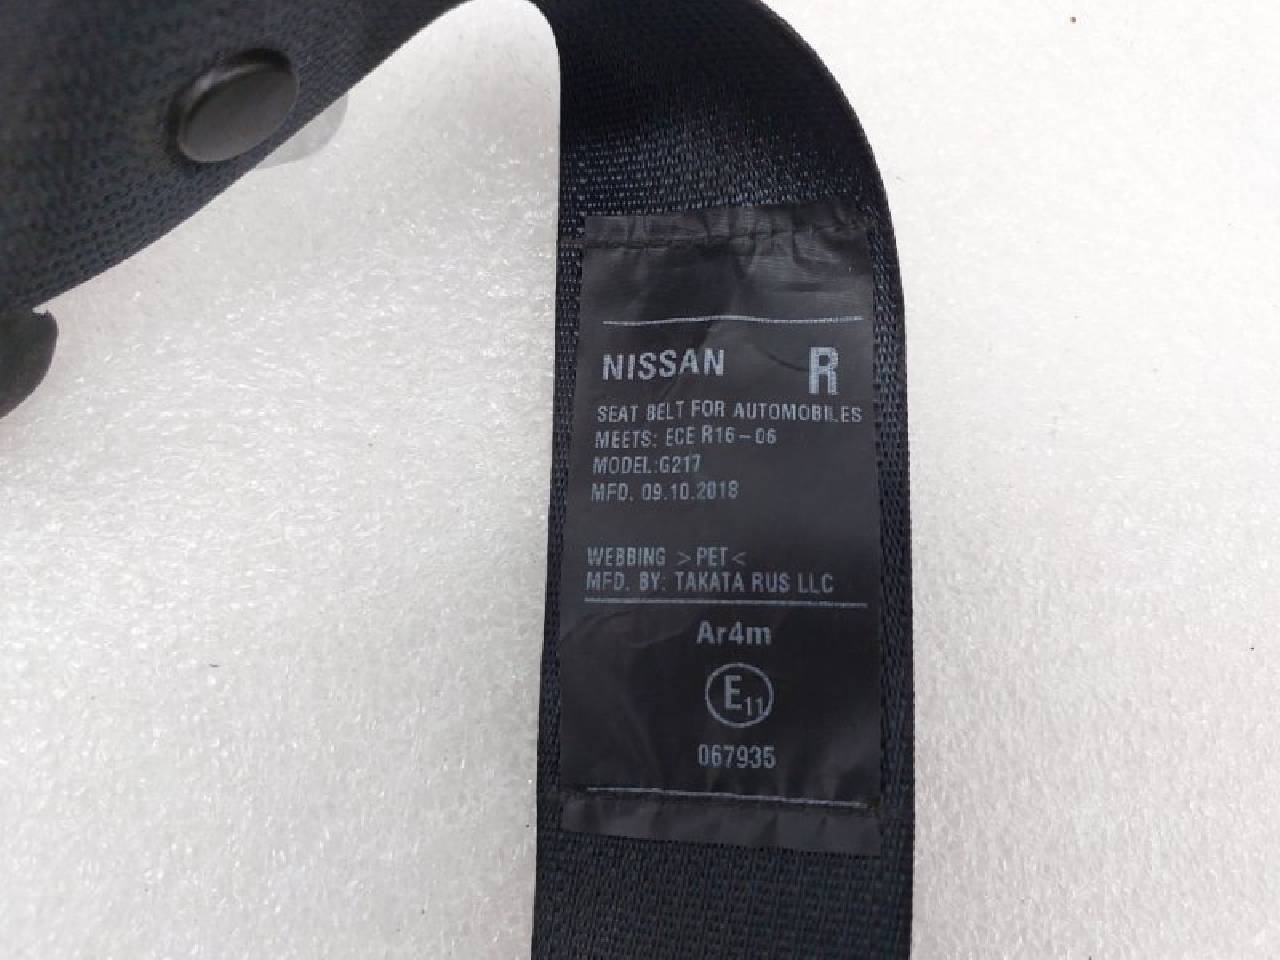 NISSAN R
SEAT BELT FOR AUTOMOBILES
MEETS: ECE R16-06
MODEL:G217
MFD. 09.10.2018
WEBBING >PET<
MFD. BY: TAKATA RUS LLC
Ar4m
E11
067935